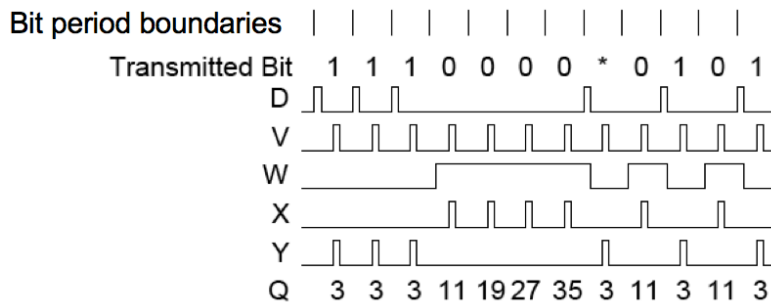 Bit period boundaries
Transmitted Bit 1 1 1 0 0 0 0 * 0 1 0 1
D
V
W
X
Y
Q 3 3 3 11 19 27 35 3 11 3 11 3